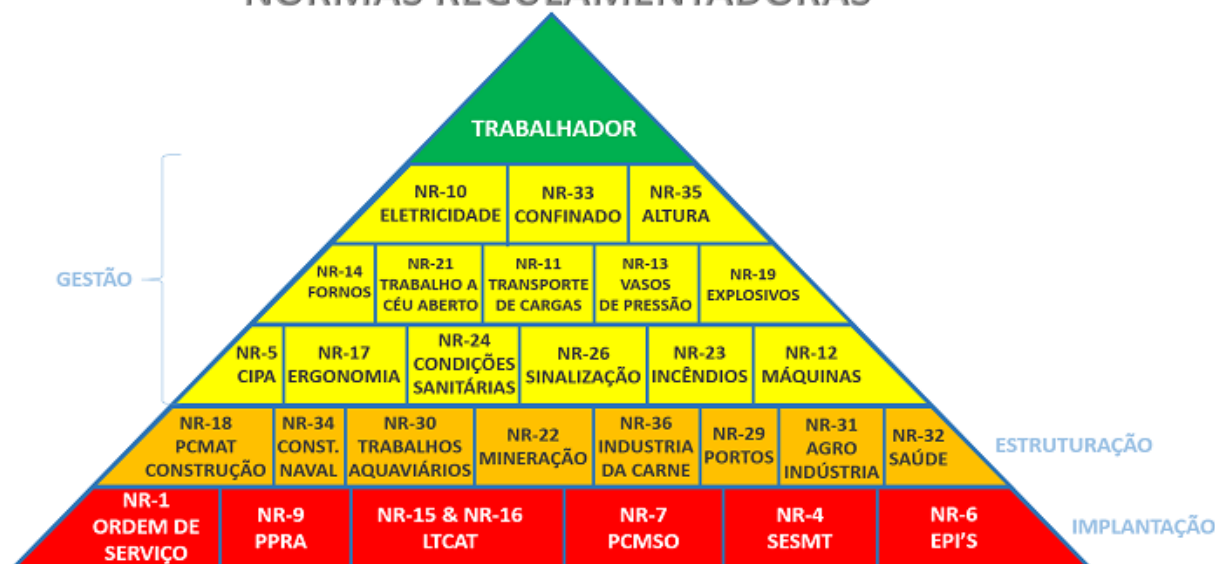 NORMAS REGULAMENTADORAS
TRABALHADOR
NR-10
ELETRICIDADE
NR-33
CONFINADO
NR-35
ALTURA
GESTÃO
NR-14
FORNOS
NR-21
TRABALHO A
CÉU ABERTO
NR-11
TRANSPORTE
DE CARGAS
NR-13
VASOS
DE PRESSÃO
NR-19
EXPLOSIVOS
NR-5
CIPA
NR-17
ERGONOMIA
NR-24
CONDIÇÕES
SANITÁRIAS
NR-26
SINALIZAÇÃO
NR-23
INCÊNDIOS
NR-12
MÁQUINAS
NR-18
PCMAT
CONSTRUÇÃO
NR-34
CONST.
NAVAL
NR-30
TRABALHOS
AQUAVIÁRIOS
NR-22
MINERAÇÃO
NR-36
INDUSTRIA
DA CARNE
NR-29
PORTOS
NR-31
AGRO
INDÚSTRIA
NR-32
SAÚDE
ESTRUTURAÇÃO
NR-1
ORDEM DE
SERVIÇO
NR-9
PPRA
NR-15 & NR-16
LTCAT
NR-7
PCMSO
NR-4
SESMT
NR-6
EPI'S
IMPLANTAÇÃO